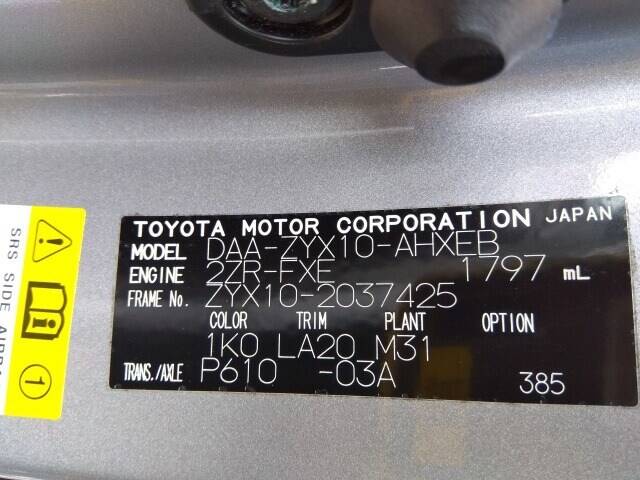 TOYOTA MOTOR CORPORATION JAPAN
MODEL DAA-ZYX10-AHXEB
ENGINE 2ZR-FXE 1797 mL
FRAME No. ZYX10-2037425
COLOR TRIM PLANT OPTION
1K0 LA20 M31
TRANS./AXLE P610 -03A 385
SRS SIDE
1